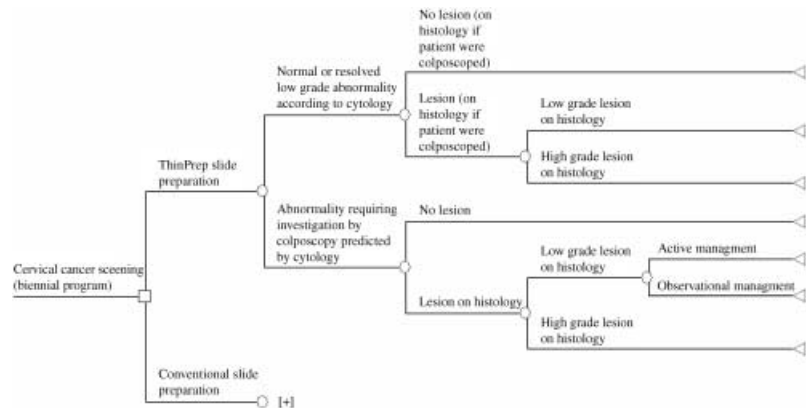 No lesion (on
histology if
patient were
colposcoped)
Normal or resolved
low grade abnormality
according to cytology
Lesion (on
histology if
patient were
colposcoped)
Low grade lesion
on histology
High grade lesion
on histology
ThinPrep slide
preparation
Abnormality requiring
investigation by
colposcopy predicted
by cytology
No lesion
Low grade lesion
on histology
Active managment
Observational managment
Lesion on histology
High grade lesion
on histology
Cervical cancer sceening
(biennial program)
Conventional slide
preparation
[+]